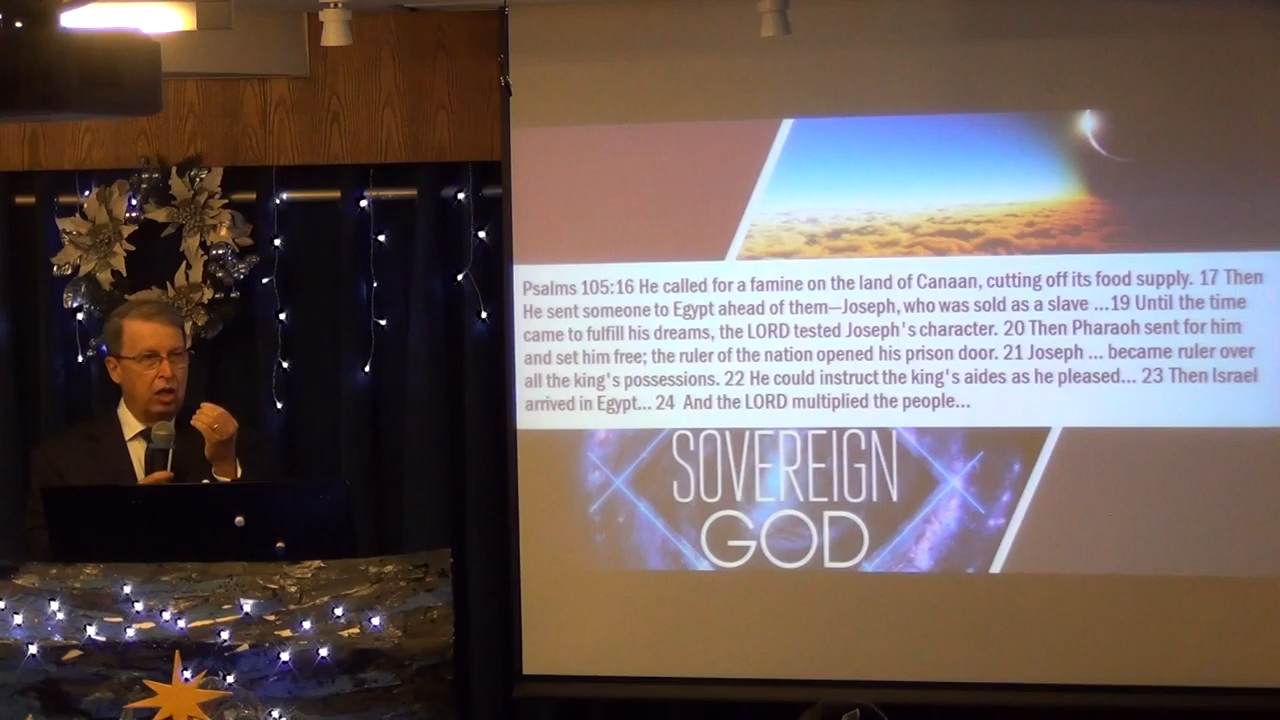 Psalms 105:16 He called for a famine on the land of Canaan, cutting off its food supply. 17 Then
He sent someone to Egypt ahead of them—Joseph, who was sold as a slave ...19 Until the time
came to fulfill his dreams, the LORD tested Joseph's character. 20 Then Pharaoh sent for him
and set him free; the ruler of the nation opened his prison door. 21 Joseph ... became ruler over
all the king's possessions. 22 He could instruct the king's aides as he pleased... 23 Then Israel
arrived in Egypt... 24 And the LORD multiplied the people...
SOVEREIGN
GOD